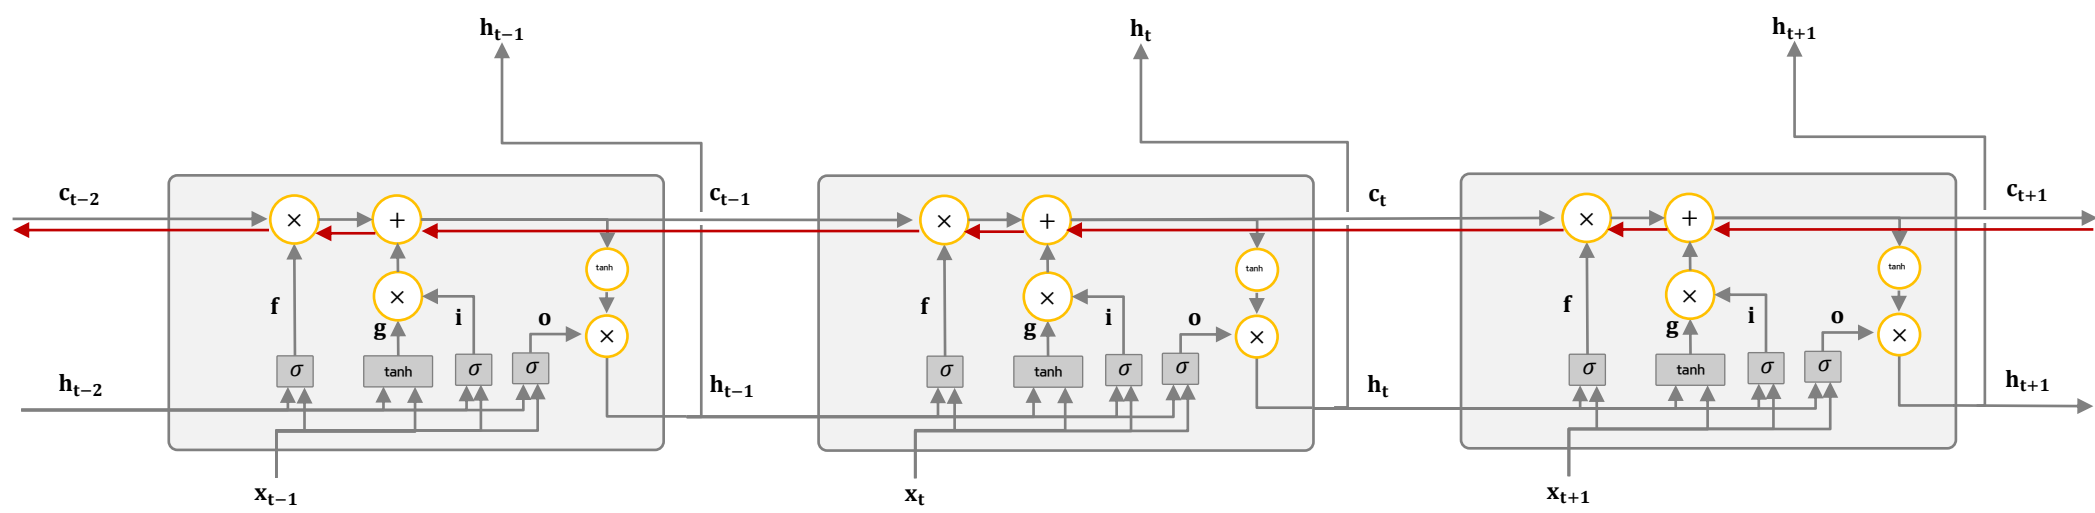 h_{t−1} h_t h_{t+1}
c_{t−2} c_{t−1} c_t c_{t+1}
× + × + × +
tanh tanh tanh
f × i f × i f × i
g o × g o × g o ×
σ tanh σ σ σ tanh σ σ σ tanh σ σ
h_{t−2} h_{t−1} h_t h_{t+1}
x_{t−1} x_t x_{t+1}